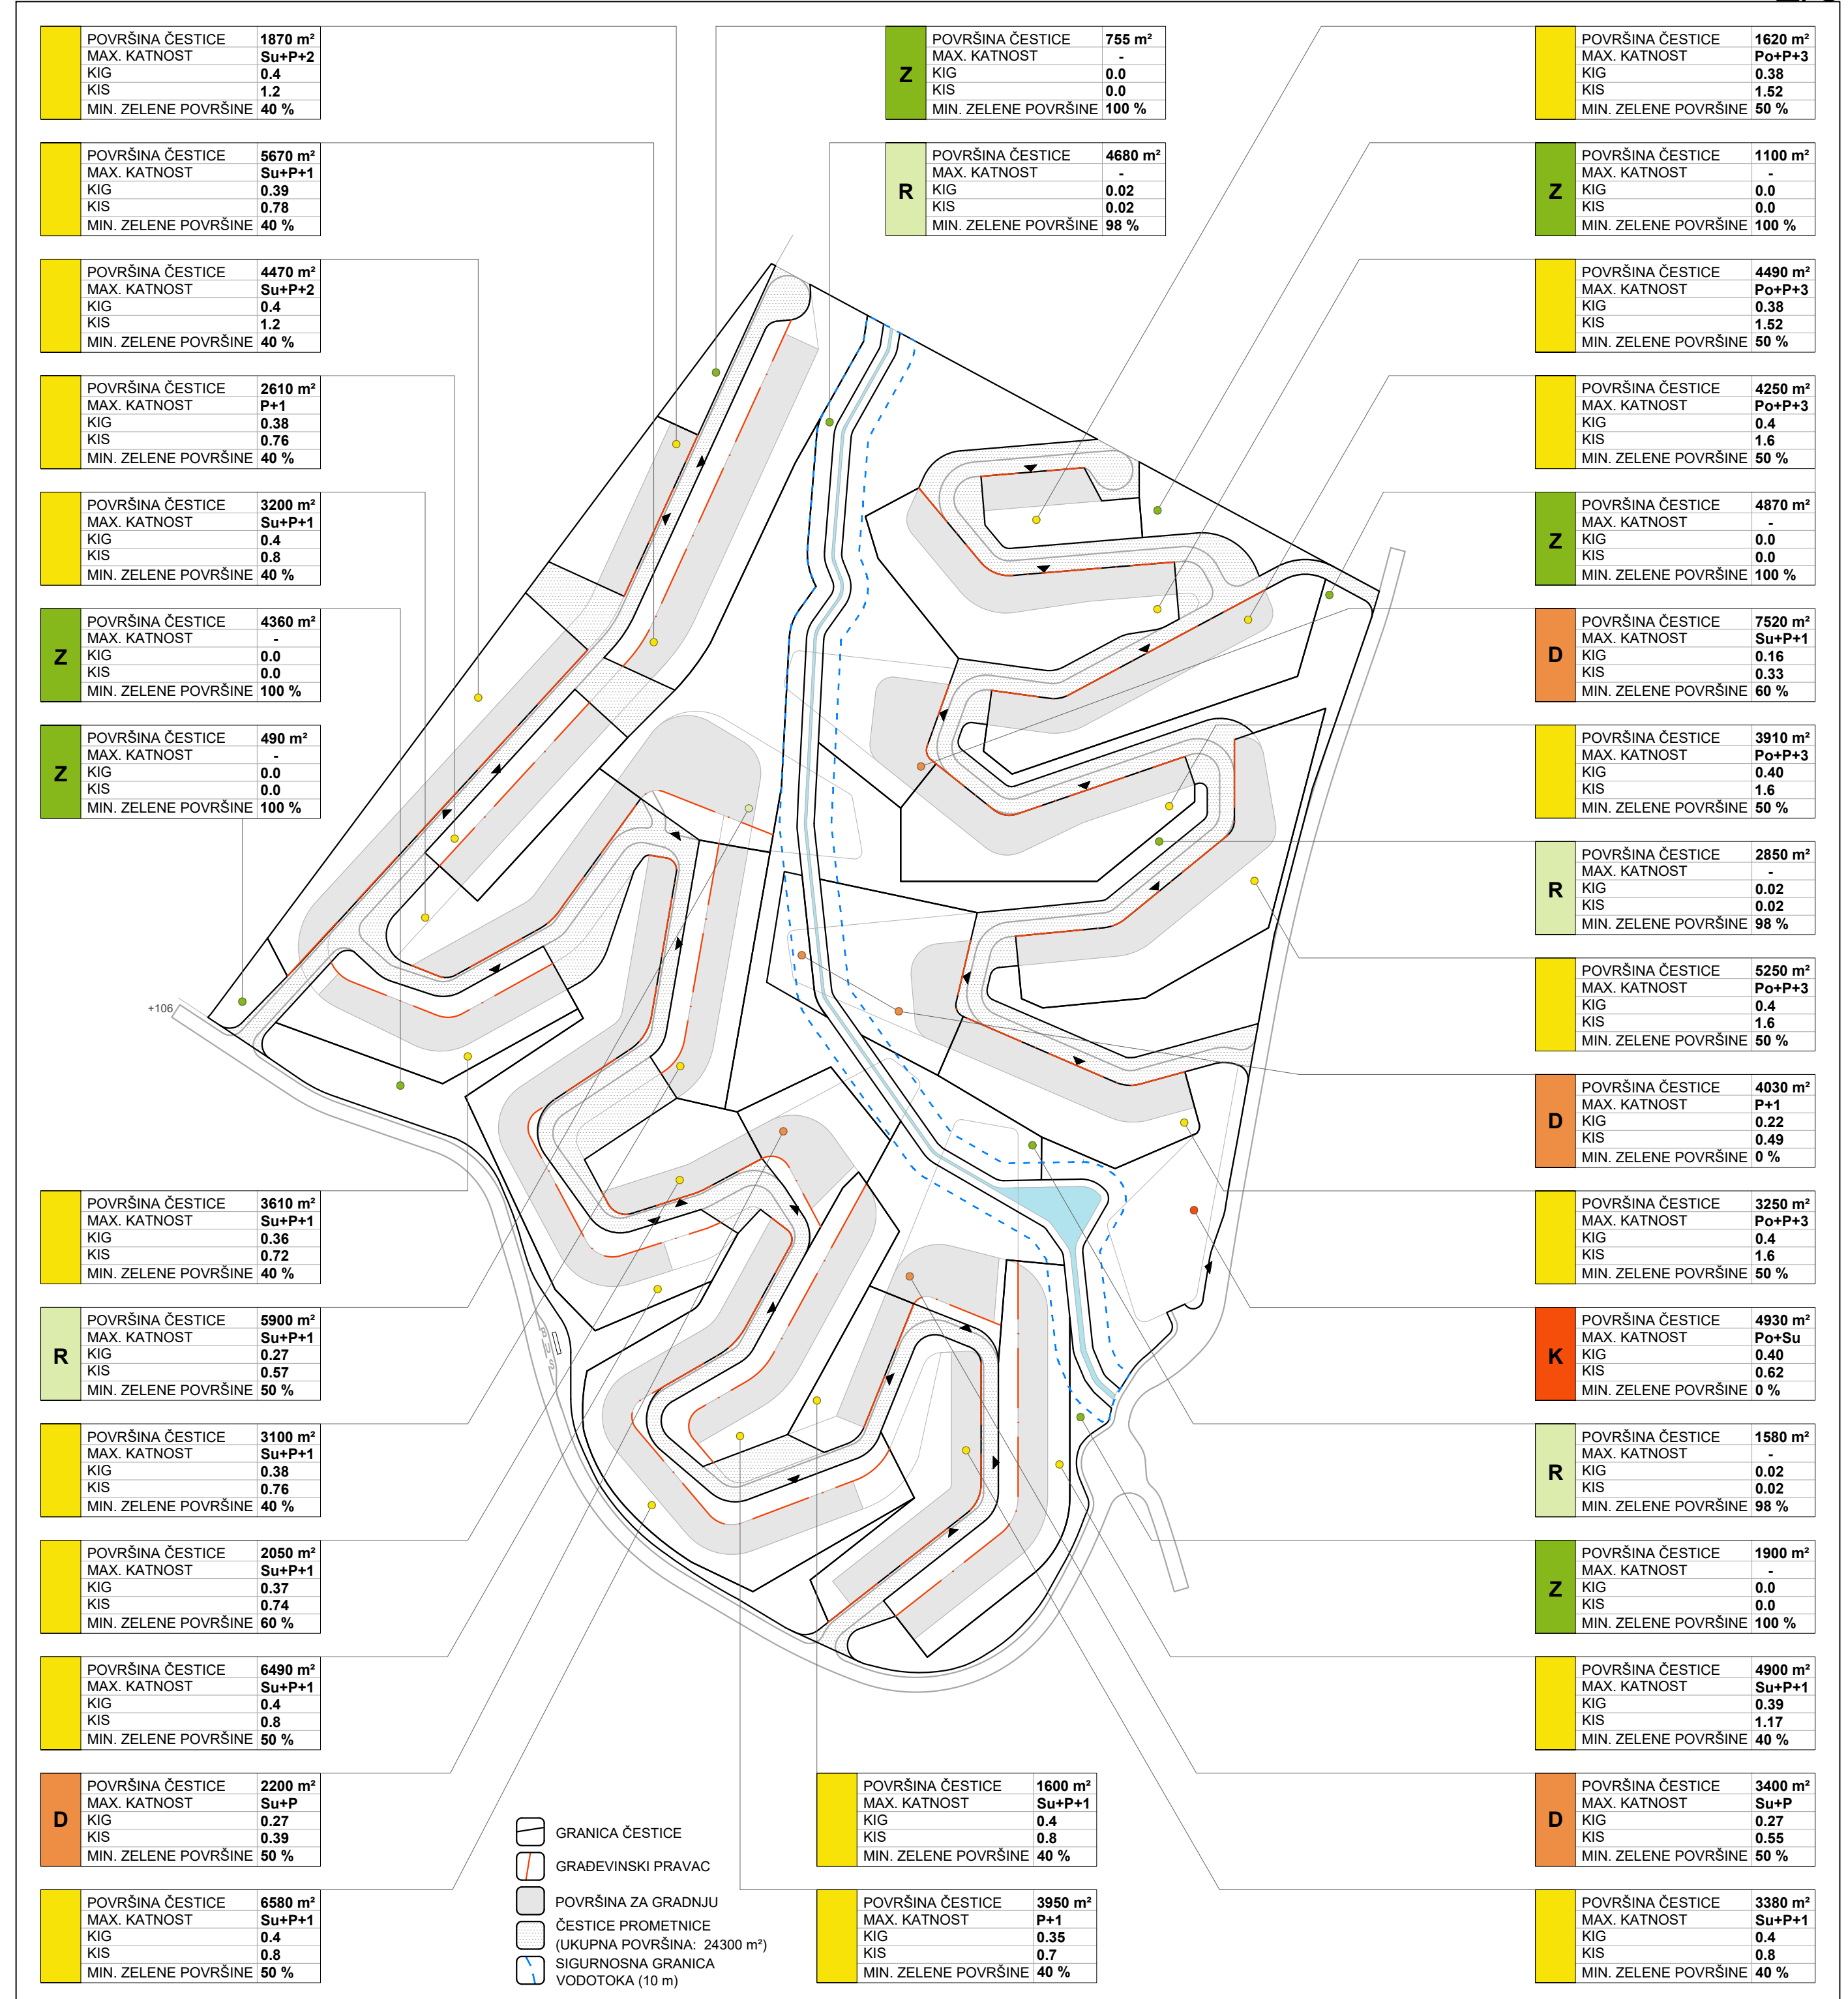 POVRŠINA ČESTICE 1870 m²
MAX. KATNOST Su+P+2
KIG 0.4
KIS 1.2
MIN. ZELENE POVRŠINE 40 %
POVRŠINA ČESTICE 5670 m²
MAX. KATNOST Su+P+1
KIG 0.39
KIS 0.78
MIN. ZELENE POVRŠINE 40 %
POVRŠINA ČESTICE 4470 m²
MAX. KATNOST Su+P+2
KIG 0.4
KIS 1.2
MIN. ZELENE POVRŠINE 40 %
POVRŠINA ČESTICE 2610 m²
MAX. KATNOST P+1
KIG 0.38
KIS 0.76
MIN. ZELENE POVRŠINE 40 %
POVRŠINA ČESTICE 3200 m²
MAX. KATNOST Su+P+1
KIG 0.4
KIS 0.8
MIN. ZELENE POVRŠINE 40 %
Z
POVRŠINA ČESTICE 4360 m²
MAX. KATNOST -
KIG 0.0
KIS 0.0
MIN. ZELENE POVRŠINE 100 %
Z
POVRŠINA ČESTICE 490 m²
MAX. KATNOST -
KIG 0.0
KIS 0.0
MIN. ZELENE POVRŠINE 100 %
+106
POVRŠINA ČESTICE 3610 m²
MAX. KATNOST Su+P+1
KIG 0.36
KIS 0.72
MIN. ZELENE POVRŠINE 40 %
R
POVRŠINA ČESTICE 5900 m²
MAX. KATNOST Su+P+1
KIG 0.27
KIS 0.57
MIN. ZELENE POVRŠINE 50 %
POVRŠINA ČESTICE 3100 m²
MAX. KATNOST Su+P+1
KIG 0.38
KIS 0.76
MIN. ZELENE POVRŠINE 40 %
POVRŠINA ČESTICE 2050 m²
MAX. KATNOST Su+P+1
KIG 0.37
KIS 0.74
MIN. ZELENE POVRŠINE 60 %
POVRŠINA ČESTICE 6490 m²
MAX. KATNOST Su+P+1
KIG 0.4
KIS 0.8
MIN. ZELENE POVRŠINE 50 %
D
POVRŠINA ČESTICE 2200 m²
MAX. KATNOST Su+P
KIG 0.27
KIS 0.39
MIN. ZELENE POVRŠINE 50 %
POVRŠINA ČESTICE 6580 m²
MAX. KATNOST Su+P+1
KIG 0.4
KIS 0.8
MIN. ZELENE POVRŠINE 50 %
Z
POVRŠINA ČESTICE 755 m²
MAX. KATNOST -
KIG 0.0
KIS 0.0
MIN. ZELENE POVRŠINE 100 %
R
POVRŠINA ČESTICE 4680 m²
MAX. KATNOST -
KIG 0.02
KIS 0.02
MIN. ZELENE POVRŠINE 98 %
BUS
GRANICA ČESTICE
GRAĐEVINSKI PRAVAC
POVRŠINA ZA GRADNJU
ČESTICE PROMETNICE
(UKUPNA POVRŠINA: 24300 m²)
SIGURNOSNA GRANICA
VODOTOKA (10 m)
POVRŠINA ČESTICE 1600 m²
MAX. KATNOST Su+P+1
KIG 0.4
KIS 0.8
MIN. ZELENE POVRŠINE 40 %
POVRŠINA ČESTICE 3950 m²
MAX. KATNOST P+1
KIG 0.35
KIS 0.7
MIN. ZELENE POVRŠINE 40 %
POVRŠINA ČESTICE 1620 m²
MAX. KATNOST Po+P+3
KIG 0.38
KIS 1.52
MIN. ZELENE POVRŠINE 50 %
Z
POVRŠINA ČESTICE 1100 m²
MAX. KATNOST -
KIG 0.0
KIS 0.0
MIN. ZELENE POVRŠINE 100 %
POVRŠINA ČESTICE 4490 m²
MAX. KATNOST Po+P+3
KIG 0.38
KIS 1.52
MIN. ZELENE POVRŠINE 50 %
POVRŠINA ČESTICE 4250 m²
MAX. KATNOST Po+P+3
KIG 0.4
KIS 1.6
MIN. ZELENE POVRŠINE 50 %
Z
POVRŠINA ČESTICE 4870 m²
MAX. KATNOST -
KIG 0.0
KIS 0.0
MIN. ZELENE POVRŠINE 100 %
D
POVRŠINA ČESTICE 7520 m²
MAX. KATNOST Su+P+1
KIG 0.16
KIS 0.33
MIN. ZELENE POVRŠINE 60 %
POVRŠINA ČESTICE 3910 m²
MAX. KATNOST Po+P+3
KIG 0.40
KIS 1.6
MIN. ZELENE POVRŠINE 50 %
R
POVRŠINA ČESTICE 2850 m²
MAX. KATNOST -
KIG 0.02
KIS 0.02
MIN. ZELENE POVRŠINE 98 %
POVRŠINA ČESTICE 5250 m²
MAX. KATNOST Po+P+3
KIG 0.4
KIS 1.6
MIN. ZELENE POVRŠINE 50 %
D
POVRŠINA ČESTICE 4030 m²
MAX. KATNOST P+1
KIG 0.22
KIS 0.49
MIN. ZELENE POVRŠINE 0 %
POVRŠINA ČESTICE 3250 m²
MAX. KATNOST Po+P+3
KIG 0.4
KIS 1.6
MIN. ZELENE POVRŠINE 50 %
K
POVRŠINA ČESTICE 4930 m²
MAX. KATNOST Po+Su
KIG 0.40
KIS 0.62
MIN. ZELENE POVRŠINE 0 %
R
POVRŠINA ČESTICE 1580 m²
MAX. KATNOST -
KIG 0.02
KIS 0.02
MIN. ZELENE POVRŠINE 98 %
Z
POVRŠINA ČESTICE 1900 m²
MAX. KATNOST -
KIG 0.0
KIS 0.0
MIN. ZELENE POVRŠINE 100 %
POVRŠINA ČESTICE 4900 m²
MAX. KATNOST Su+P+1
KIG 0.39
KIS 1.17
MIN. ZELENE POVRŠINE 40 %
D
POVRŠINA ČESTICE 3400 m²
MAX. KATNOST Su+P
KIG 0.27
KIS 0.55
MIN. ZELENE POVRŠINE 50 %
POVRŠINA ČESTICE 3380 m²
MAX. KATNOST Su+P+1
KIG 0.4
KIS 0.8
MIN. ZELENE POVRŠINE 40 %